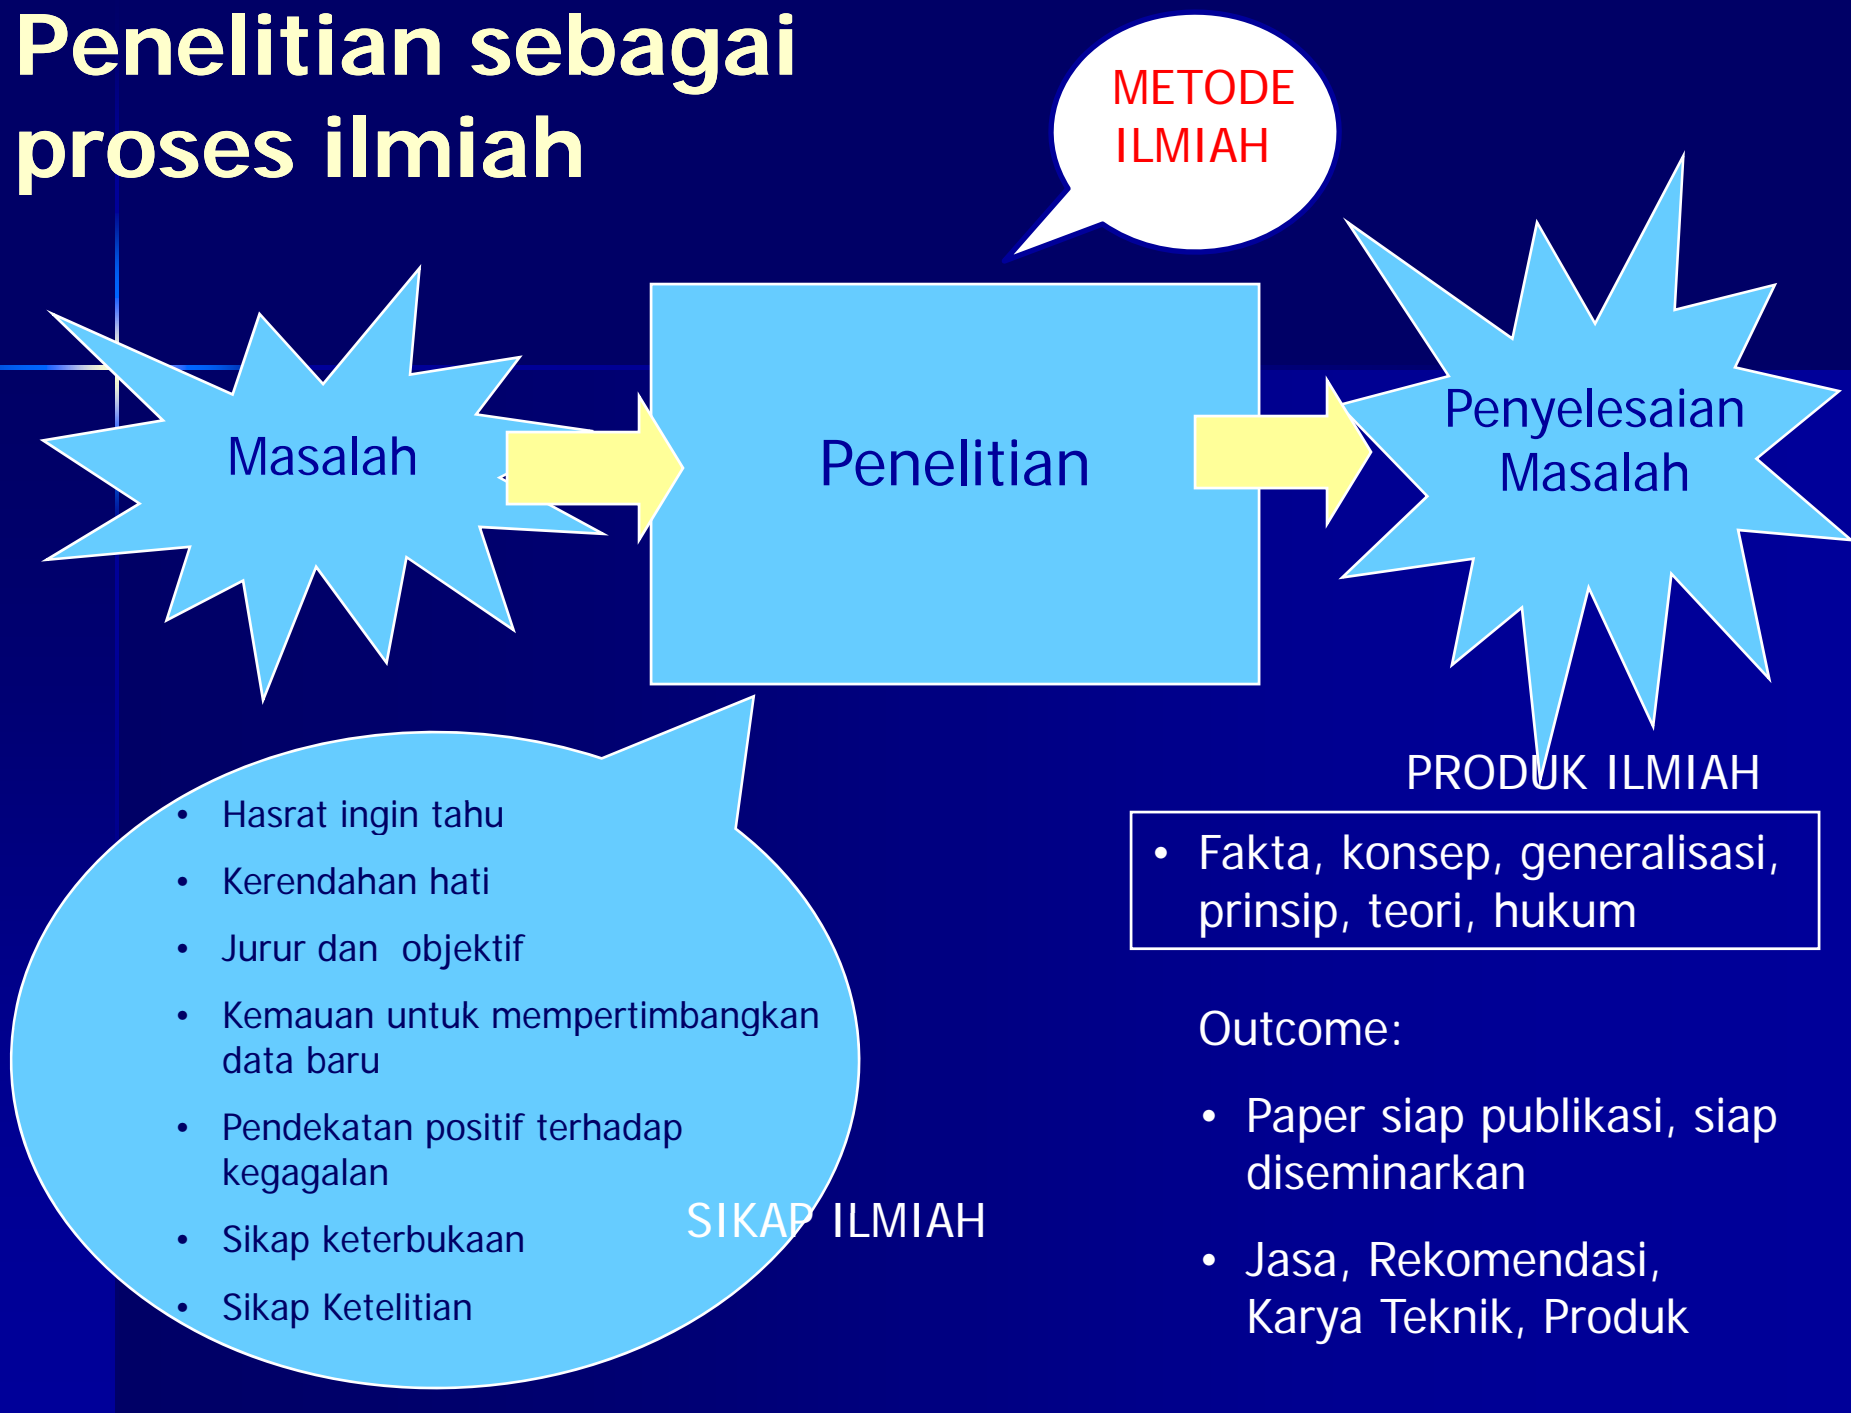 Penelitian sebagai
proses ilmiah
METODE
ILMIAH
Masalah
Penelitian
Penyelesaian
Masalah
• Hasrat ingin tahu
• Kerendahan hati
• Jurur dan objektif
• Kemauan untuk mempertimbangkan
data baru
• Pendekatan positif terhadap
kegagalan
• Sikap keterbukaan
• Sikap Ketelitian
SIKAP ILMIAH
PRODUK ILMIAH
• Fakta, konsep, generalisasi,
prinsip, teori, hukum
Outcome:
• Paper siap publikasi, siap
diseminarkan
• Jasa, Rekomendasi,
Karya Teknik, Produk